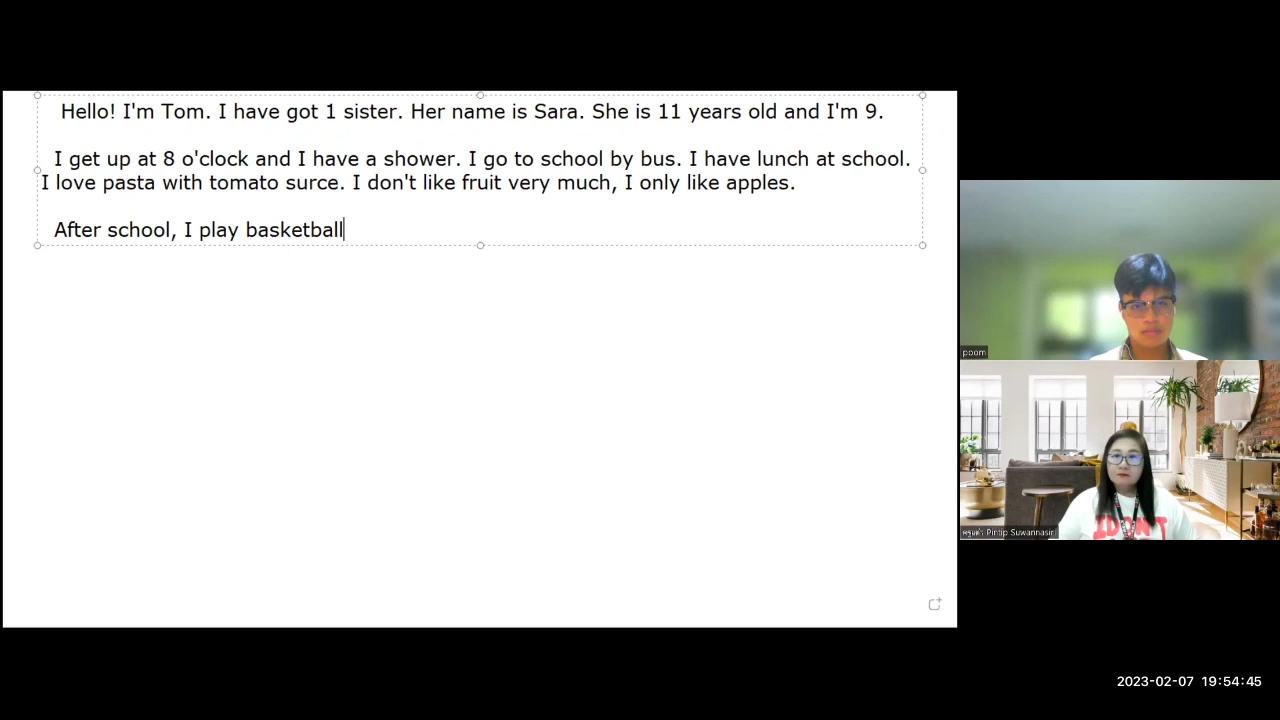 Hello! I'm Tom. I have got 1 sister. Her name is Sara. She is 11 years old and I'm 9.
I get up at 8 o'clock and I have a shower. I go to school by bus. I have lunch at school.
I love pasta with tomato surce. I don't like fruit very much, I only like apples.
After school, I play basketball
poom
I DON'T
Pintip Suwannasiri
2023-02-07 19:54:45